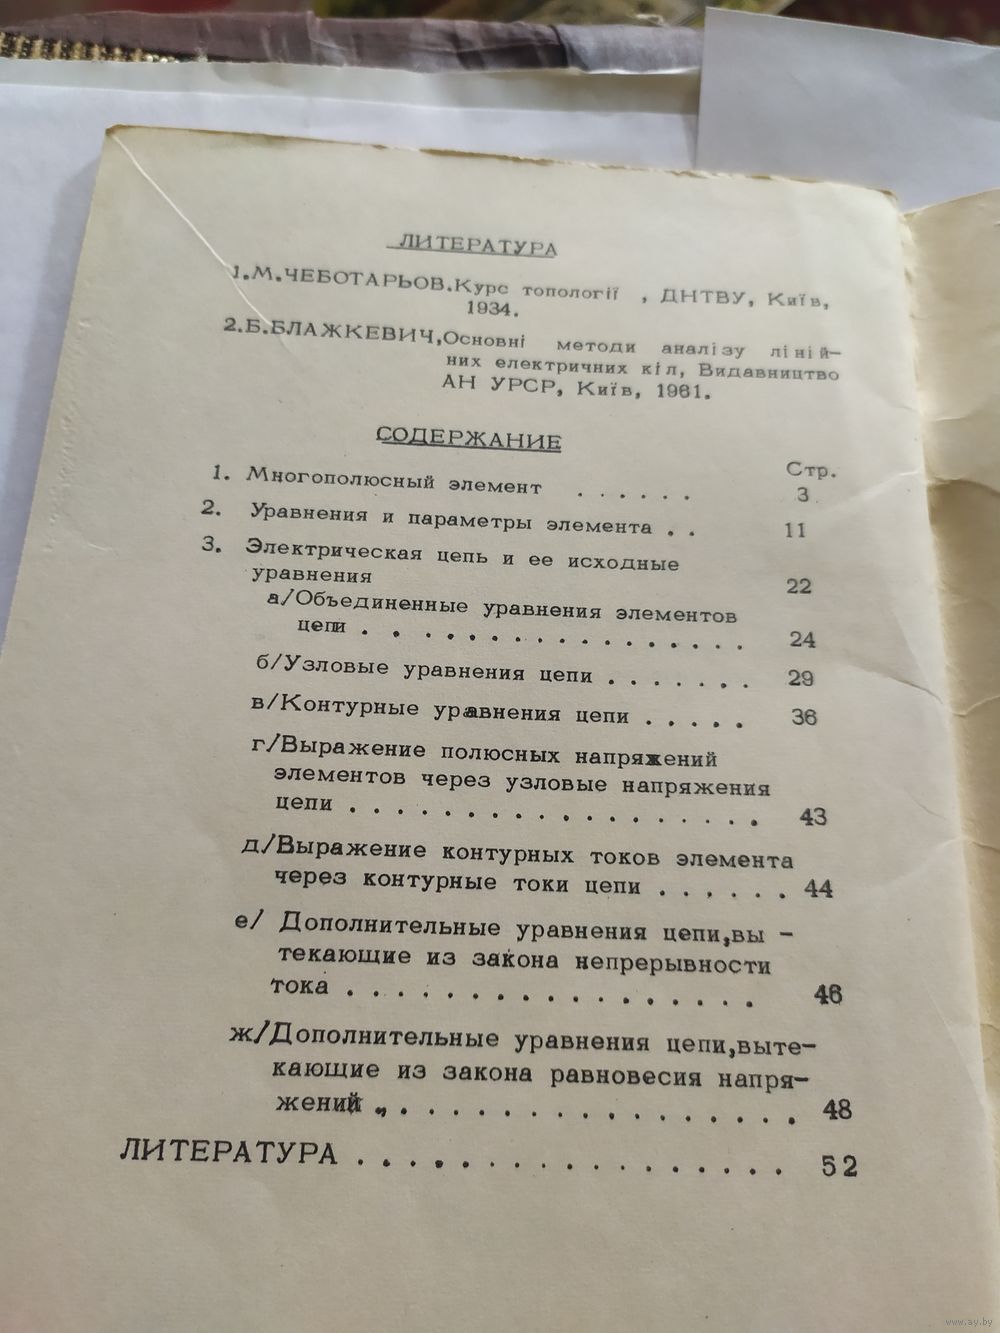 ЛИТЕРАТУРА
1.М.ЧЕБОТАРЬОВ.Курс топології , ДНТВУ, Київ,
1934.
2.Б.БЛАЖКЕВИЧ,Основні методи аналізу ліній-
них електричних кіл, Видавництво
АН УРСР, Київ, 1961.
СОДЕРЖАНИЕ
Стр.
1. Многополюсный элемент . . . . . . 3
2. Уравнения и параметры элемента . . 11
3. Электрическая цепь и ее исходные
уравнения 22
а/Объединенные уравнения элементов
цепи . . . . . . . . . . . . . . . . 24
б/Узловые уравнения цепи . . . . . . . 29
в/Контурные уравнения цепи . . . . . 36
г/Выражение полюсных напряжений
элементов через узловые напряжения
цепи . . . . . . . . . . . . . . . . . . 43
д/Выражение контурных токов элемента
через контурные токи цепи . . . . . . 44
е/ Дополнительные уравнения цепи,вы -
текающие из закона непрерывности
тока . . . . . . . . . . . . . . . . . 46
ж/Дополнительные уравнения цепи,выте-
кающие из закона равновесия напря-
жений . . . . . . . . . . . . . . . . . 48
ЛИТЕРАТУРА . . . . . . . . . . . . . . . . . 52
www.ay.by